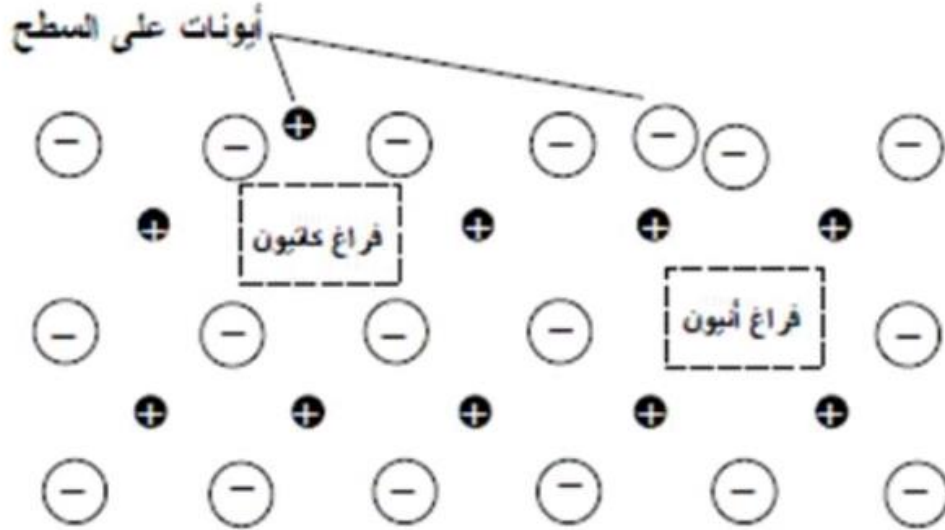 أيونات على السطح
فراغ كاتيون
فراغ أنيون